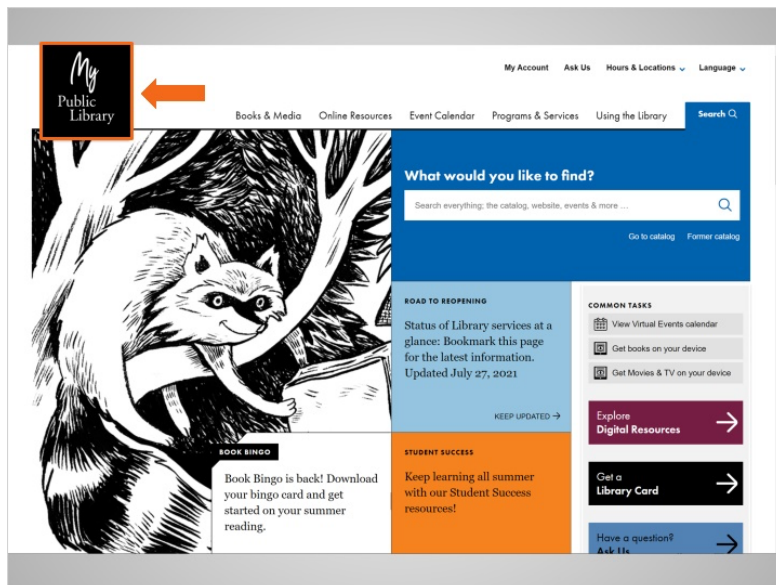 My
Public
Library
My Account Ask Us Hours & Locations Language
Books & Media Online Resources Event Calendar Programs & Services Using the Library Search
What would you like to find?
Search everything; the catalog, website, events & more ...
Go to catalog Former catalog
ROAD TO REOPENING
Status of Library services at a
glance: Bookmark this page
for the latest information.
Updated July 27, 2021
KEEP UPDATED →
COMMON TASKS
View Virtual Events calendar
Get books on your device
Get Movies & TV on your device
Explore
Digital Resources
BOOK BINGO
Book Bingo is back! Download
your bingo card and get
started on your summer
reading.
STUDENT SUCCESS
Keep learning all summer
with our Student Success
resources!
Get a
Library Card
Have a question?
Ask Us